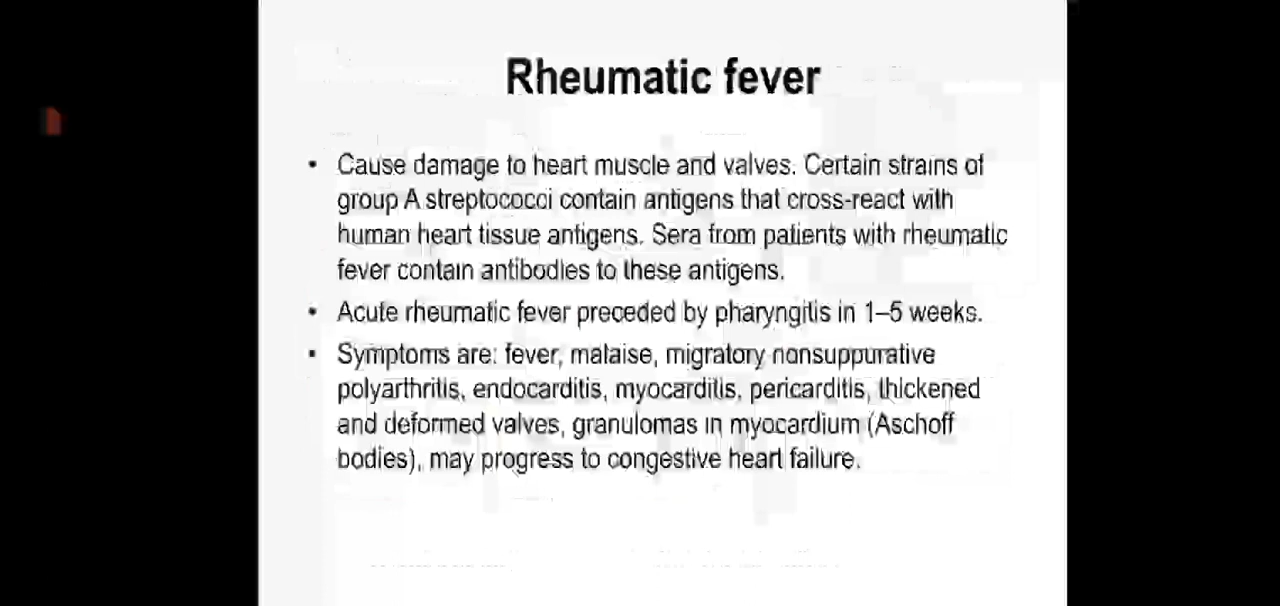 Rheumatic fever
• Cause damage to heart muscle and valves. Certain strains of
group A streptococci contain antigens that cross-react with
human heart tissue antigens. Sera from patients with rheumatic
fever contain antibodies to these antigens.
• Acute rheumatic fever preceded by pharyngitis in 1–5 weeks.
• Symptoms are: fever, malaise, migratory nonsuppurative
polyarthritis, endocarditis, myocarditis, pericarditis, thickened
and deformed valves, granulomas in myocardium (Aschoff
bodies), may progress to congestive heart failure.